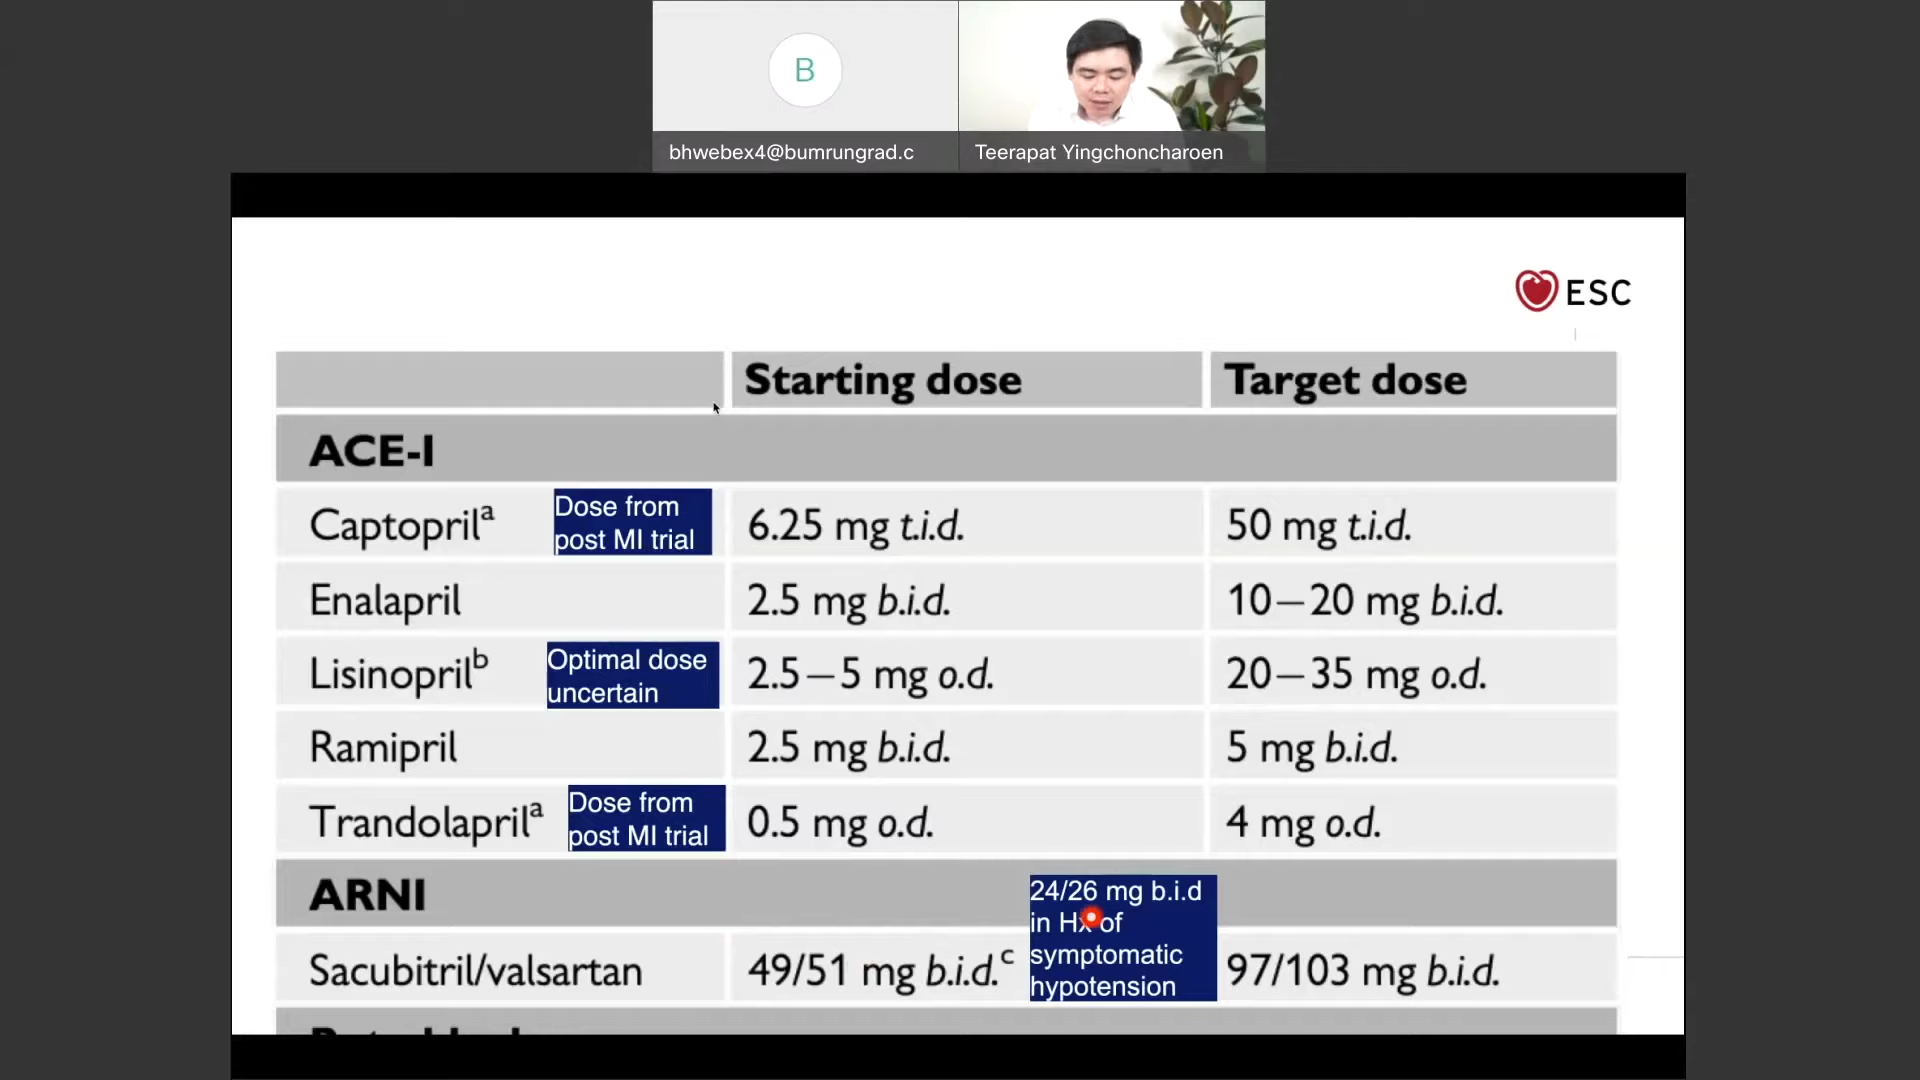 B
bhwebex4@bumrungrad.c
Teerapat Yingchoncharoen
ESC
Starting dose
Target dose
ACE-I
Captoprilª
Dose from
post MI trial
6.25 mg t.i.d.
50 mg t.i.d.
Enalapril
2.5 mg b.i.d.
10–20 mg b.i.d.
Lisinoprilᵇ
Optimal dose
uncertain
2.5–5 mg o.d.
20–35 mg o.d.
Ramipril
2.5 mg b.i.d.
5 mg b.i.d.
Trandolaprilª
Dose from
post MI trial
0.5 mg o.d.
4 mg o.d.
ARNI
24/26 mg b.i.d
in Hx of
symptomatic
hypotension
Sacubitril/valsartan
49/51 mg b.i.d.ᶜ
97/103 mg b.i.d.